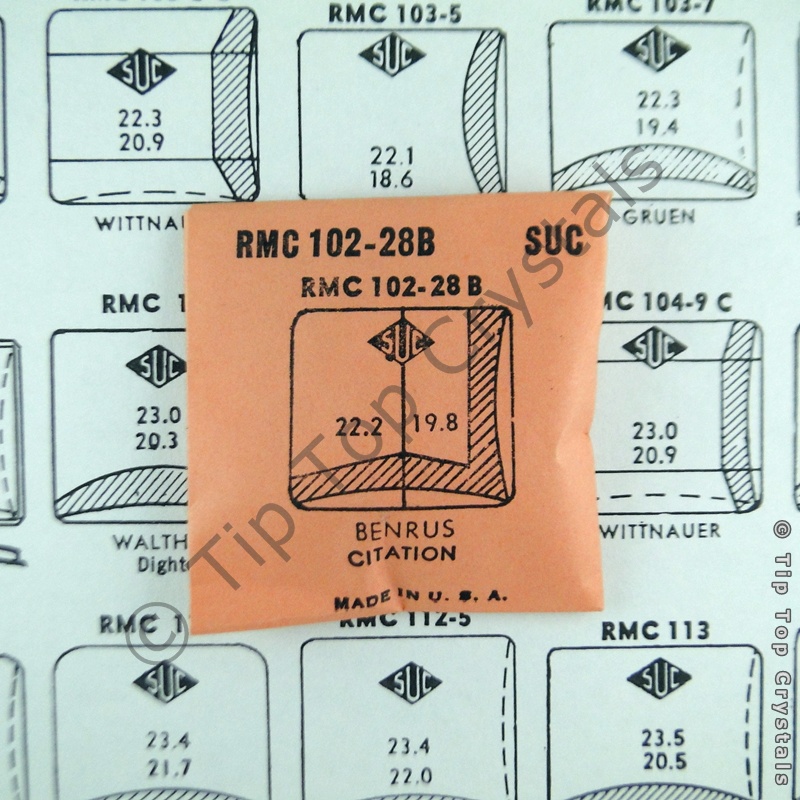 RMC 103-5
RMC 103-7
SUC
22.3
20.9
SUC
22.1
18.6
SUC
22.3
19.4
GRUEN
RMC 102-28B SUC
RMC 102-28 B
SUC
22.2 19.8
BENRUS
CITATION
MADE IN U. S. A.
RMC
SUC
23.0
20.3
104-9 C
SUC
23.0
20.9
WITTNAUER
RMC
SUC
23.4
21.7
RMC 112-5
SUC
23.4
22.0
RMC 113
SUC
23.5
20.5
© Tip Top Crystals
© Tip Top Crystals